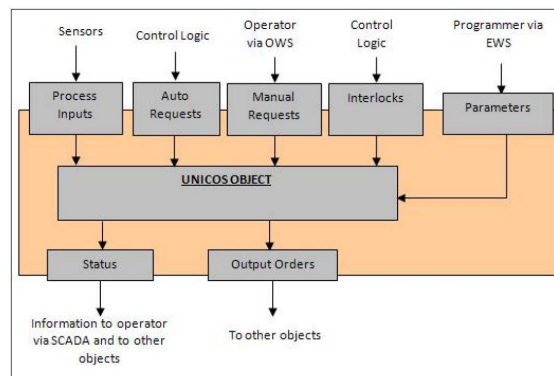 Sensors
Control Logic
Operator
via OWS
Control
Logic
Programmer via
EWS
Process
Inputs
Auto
Requests
Manual
Requests
Interlocks
Parameters
UNICOS OBJECT
Status
Output Orders
Information to operator
via SCADA and to other
objects
To other objects